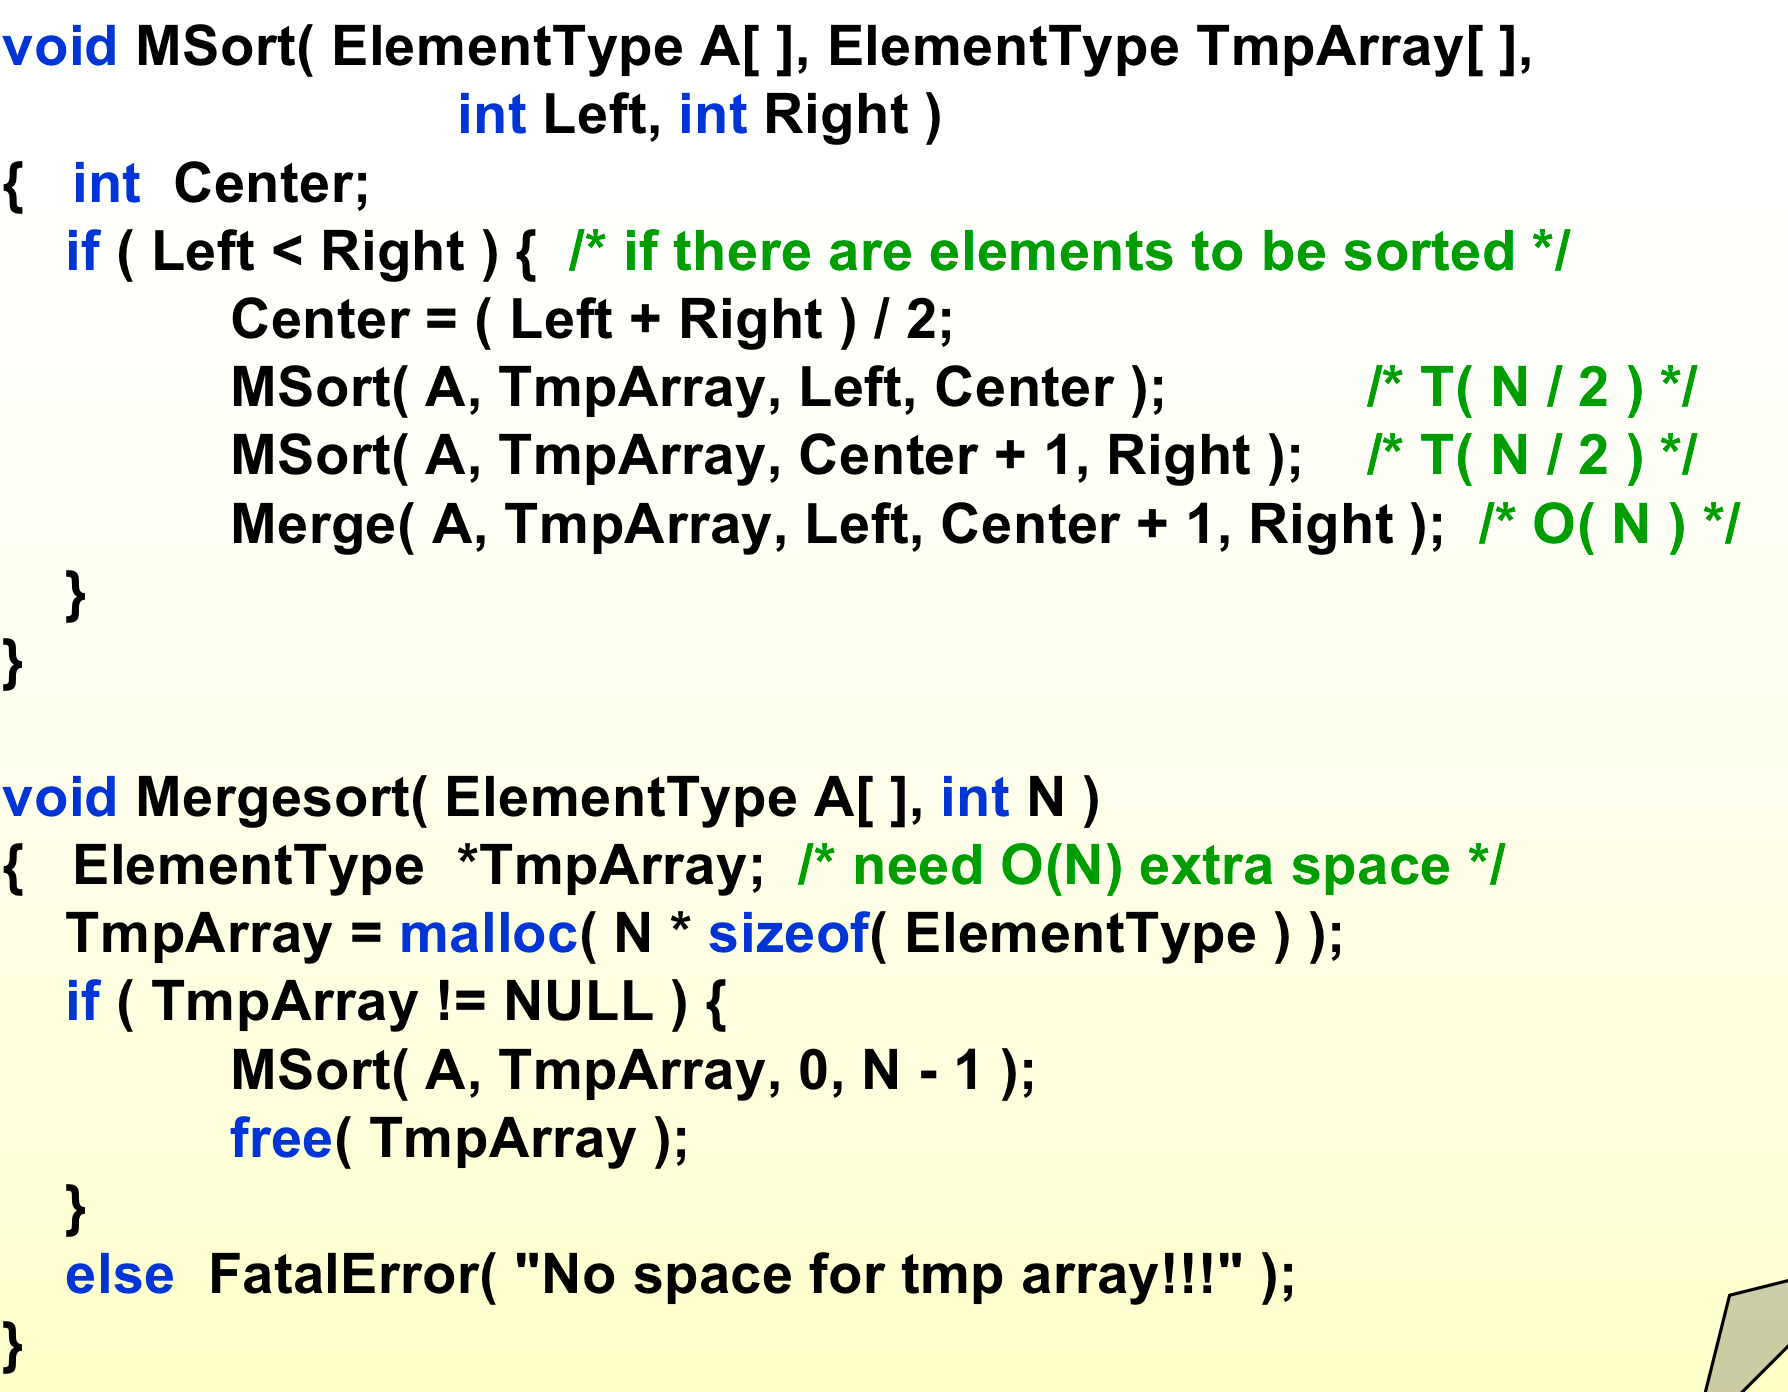 void MSort( ElementType A[ ], ElementType TmpArray[ ],
int Left, int Right )
{ int Center;
if ( Left < Right ) { /* if there are elements to be sorted */
Center = ( Left + Right ) / 2;
MSort( A, TmpArray, Left, Center ); /* T( N / 2 ) */
MSort( A, TmpArray, Center + 1, Right ); /* T( N / 2 ) */
Merge( A, TmpArray, Left, Center + 1, Right ); /* O( N ) */
}
}
void Mergesort( ElementType A[ ], int N )
{ ElementType *TmpArray; /* need O(N) extra space */
TmpArray = malloc( N * sizeof( ElementType ) );
if ( TmpArray != NULL ) {
MSort( A, TmpArray, 0, N - 1 );
free( TmpArray );
}
else FatalError( "No space for tmp array!!!" );
}